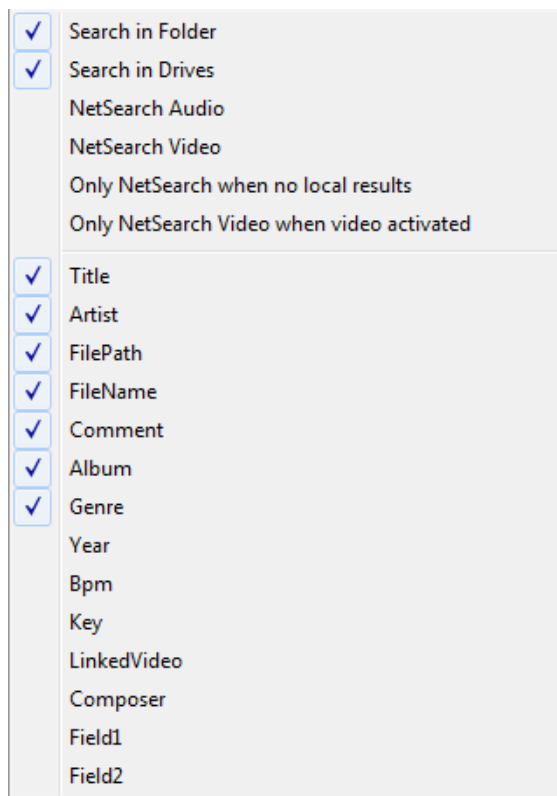 Search in Folder
Search in Drives
NetSearch Audio
NetSearch Video
Only NetSearch when no local results
Only NetSearch Video when video activated
Title
Artist
FilePath
FileName
Comment
Album
Genre
Year
Bpm
Key
LinkedVideo
Composer
Field1
Field2